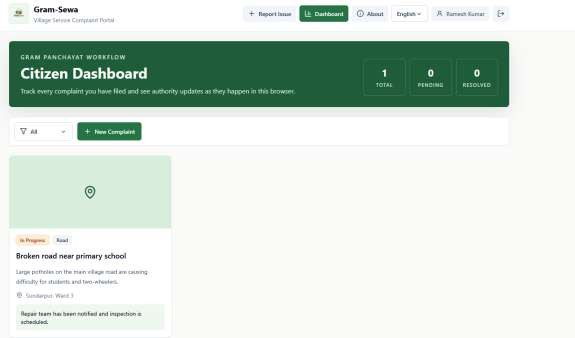 Gram-Sewa
Village Service Complaint Portal
+ Report Issue
Dashboard
About
English
Ramesh Kumar
GRAM PANCHAYAT WORKFLOW
Citizen Dashboard
Track every complaint you have filed and see authority updates as they happen in this browser.
1
TOTAL
0
PENDING
0
RESOLVED
All
+ New Complaint
In Progress
Road
Broken road near primary school
Large potholes on the main village road are causing
difficulty for students and two-wheelers.
Sundarpur, Ward 3
Repair team has been notified and inspection is
scheduled.